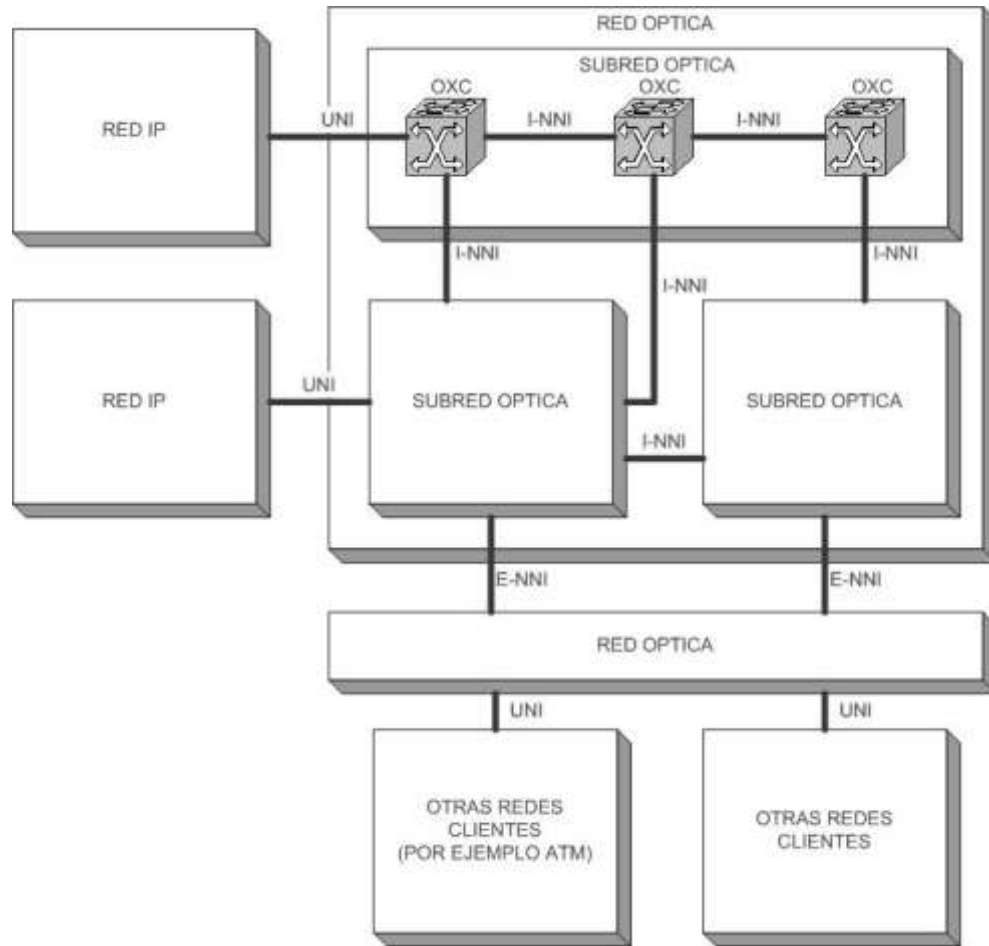 RED OPTICA
SUBRED OPTICA
OXC
OXC
OXC
RED IP
UNI
I-NNI
I-NNI
I-NNI
I-NNI
I-NNI
RED IP
UNI
SUBRED OPTICA
SUBRED OPTICA
I-NNI
E-NNI
E-NNI
RED OPTICA
UNI
UNI
OTRAS REDES
CLIENTES
(POR EJEMPLO ATM)
OTRAS REDES
CLIENTES